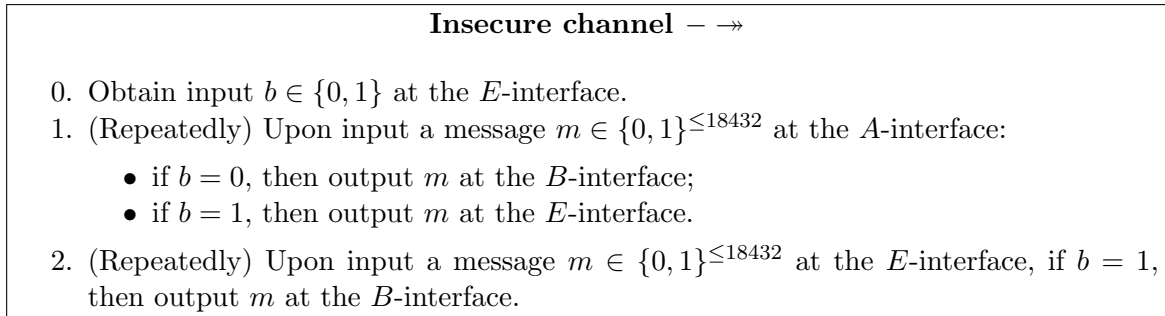 Insecure channel − ↠
0. Obtain input b ∈ {0, 1} at the E-interface.
1. (Repeatedly) Upon input a message m ∈ {0, 1}^{≤18432} at the A-interface:
• if b = 0, then output m at the B-interface;
• if b = 1, then output m at the E-interface.
2. (Repeatedly) Upon input a message m ∈ {0, 1}^{≤18432} at the E-interface, if b = 1,
then output m at the B-interface.